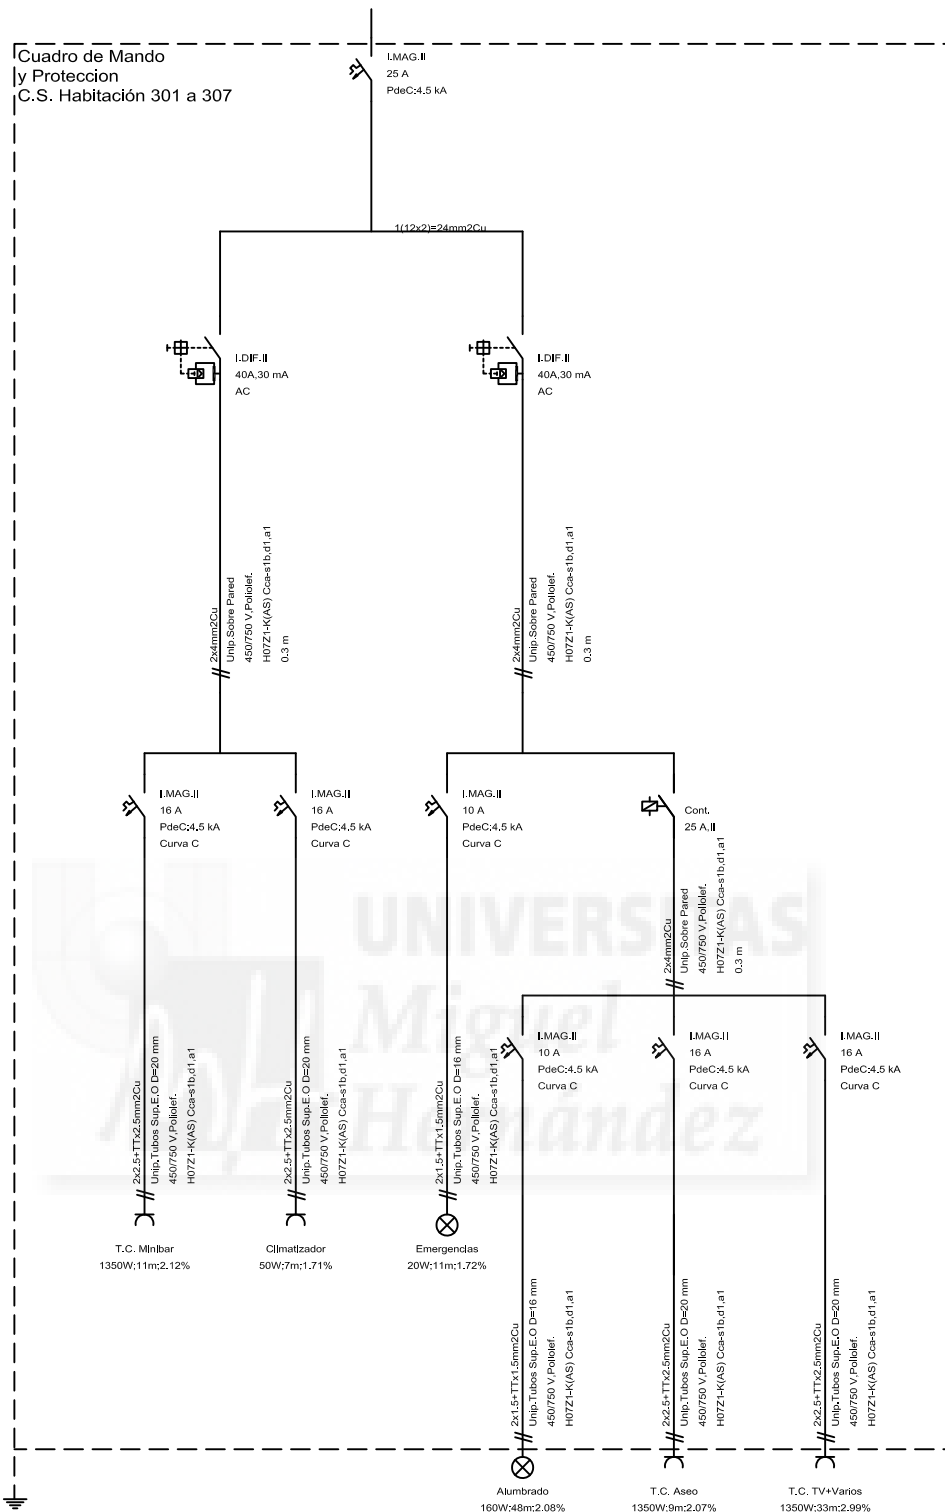 Cuadro de Mando
y Proteccion
C.S. Habitación 301 a 307
I.MAG.II
25 A
PdeC:4.5 kA
1(12x2)=24mm2Cu
I.DIF.II
40A,30 mA
AC
I.DIF.II
40A,30 mA
AC
2x4mm2Cu
Unip.Sobre Pared
450/750 V,Poliolef.
H07Z1-K(AS) Cca-s1b,d1,a1
0.3 m
2x4mm2Cu
Unip.Sobre Pared
450/750 V,Poliolef.
H07Z1-K(AS) Cca-s1b,d1,a1
0.3 m
I.MAG.II
16 A
PdeC:4.5 kA
Curva C
I.MAG.II
16 A
PdeC:4.5 kA
Curva C
I.MAG.II
10 A
PdeC:4.5 kA
Curva C
Cont.
25 A,II
2x4mm2Cu
Unip.Sobre Pared
450/750 V,Poliolef.
H07Z1-K(AS) Cca-s1b,d1,a1
0.3 m
UNIVERSITAS
Miguel
Hernández
I.MAG.II
10 A
PdeC:4.5 kA
Curva C
I.MAG.II
16 A
PdeC:4.5 kA
Curva C
I.MAG.II
16 A
PdeC:4.5 kA
Curva C
2x2.5+TTx2.5mm2Cu
Unip.Tubos Sup.E.O D=20 mm
450/750 V,Poliolef.
H07Z1-K(AS) Cca-s1b,d1,a1
2x2.5+TTx2.5mm2Cu
Unip.Tubos Sup.E.O D=20 mm
450/750 V,Poliolef.
H07Z1-K(AS) Cca-s1b,d1,a1
2x1.5+TTx1.5mm2Cu
Unip.Tubos Sup.E.O D=16 mm
450/750 V,Poliolef.
H07Z1-K(AS) Cca-s1b,d1,a1
T.C. Minibar
1350W;11m;2.12%
Climatizador
50W;7m;1.71%
Emergencias
20W;11m;1.72%
2x1.5+TTx1.5mm2Cu
Unip.Tubos Sup.E.O D=16 mm
450/750 V,Poliolef.
H07Z1-K(AS) Cca-s1b,d1,a1
2x2.5+TTx2.5mm2Cu
Unip.Tubos Sup.E.O D=20 mm
450/750 V,Poliolef.
H07Z1-K(AS) Cca-s1b,d1,a1
2x2.5+TTx2.5mm2Cu
Unip.Tubos Sup.E.O D=20 mm
450/750 V,Poliolef.
H07Z1-K(AS) Cca-s1b,d1,a1
Alumbrado
160W;48m;2.08%
T.C. Aseo
1350W;9m;2.07%
T.C. TV+Varios
1350W;33m;2.99%